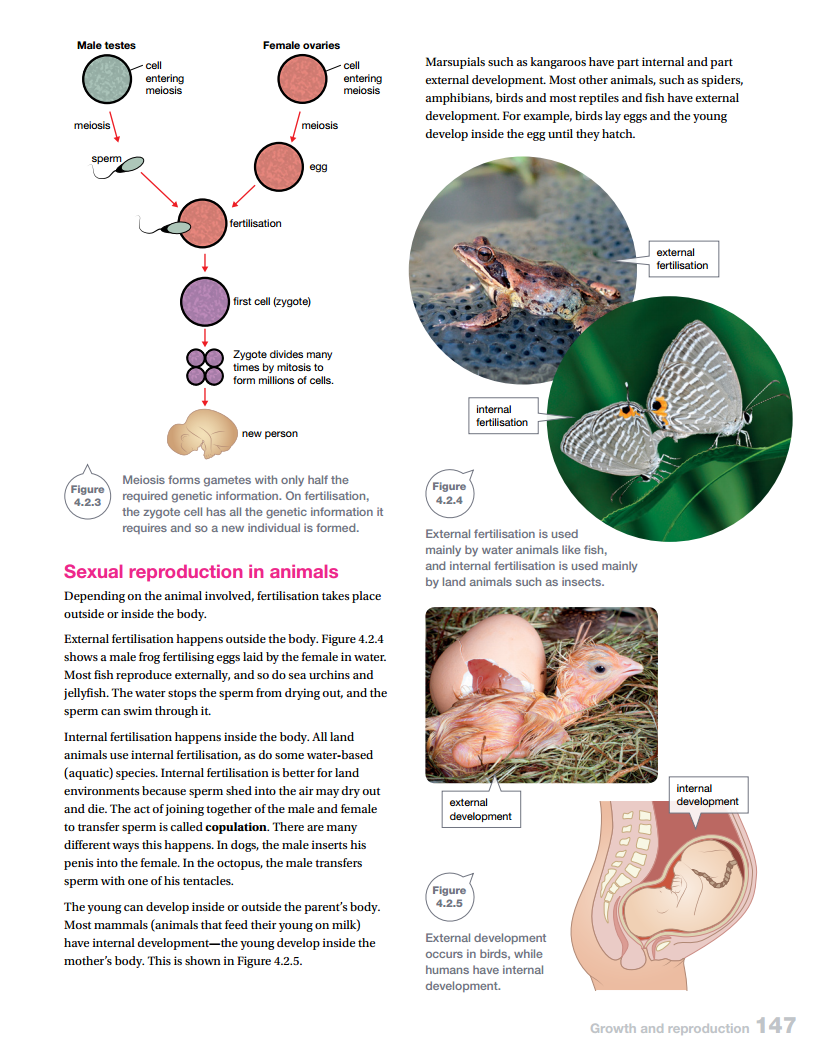 Male testes
Female ovaries
cell
entering
meiosis
cell
entering
meiosis
meiosis
meiosis
sperm
egg
fertilisation
first cell (zygote)
Zygote divides many
times by mitosis to
form millions of cells.
new person
Figure
4.2.3
Meiosis forms gametes with only half the
required genetic information. On fertilisation,
the zygote cell has all the genetic information it
requires and so a new individual is formed.
Sexual reproduction in animals
Depending on the animal involved, fertilisation takes place
outside or inside the body.
External fertilisation happens outside the body. Figure 4.2.4
shows a male frog fertilising eggs laid by the female in water.
Most fish reproduce externally, and so do sea urchins and
jellyfish. The water stops the sperm from drying out, and the
sperm can swim through it.
Internal fertilisation happens inside the body. All land
animals use internal fertilisation, as do some water-based
(aquatic) species. Internal fertilisation is better for land
environments because sperm shed into the air may dry out
and die. The act of joining together of the male and female
to transfer sperm is called copulation. There are many
different ways this happens. In dogs, the male inserts his
penis into the female. In the octopus, the male transfers
sperm with one of his tentacles.
The young can develop inside or outside the parent's body.
Most mammals (animals that feed their young on milk)
have internal development—the young develop inside the
mother's body. This is shown in Figure 4.2.5.
Marsupials such as kangaroos have part internal and part
external development. Most other animals, such as spiders,
amphibians, birds and most reptiles and fish have external
development. For example, birds lay eggs and the young
develop inside the egg until they hatch.
external
fertilisation
internal
fertilisation
Figure
4.2.4
External fertilisation is used
mainly by water animals like fish,
and internal fertilisation is used mainly
by land animals such as insects.
external
development
internal
development
Figure
4.2.5
External development
occurs in birds, while
humans have internal
development.
Growth and reproduction 147